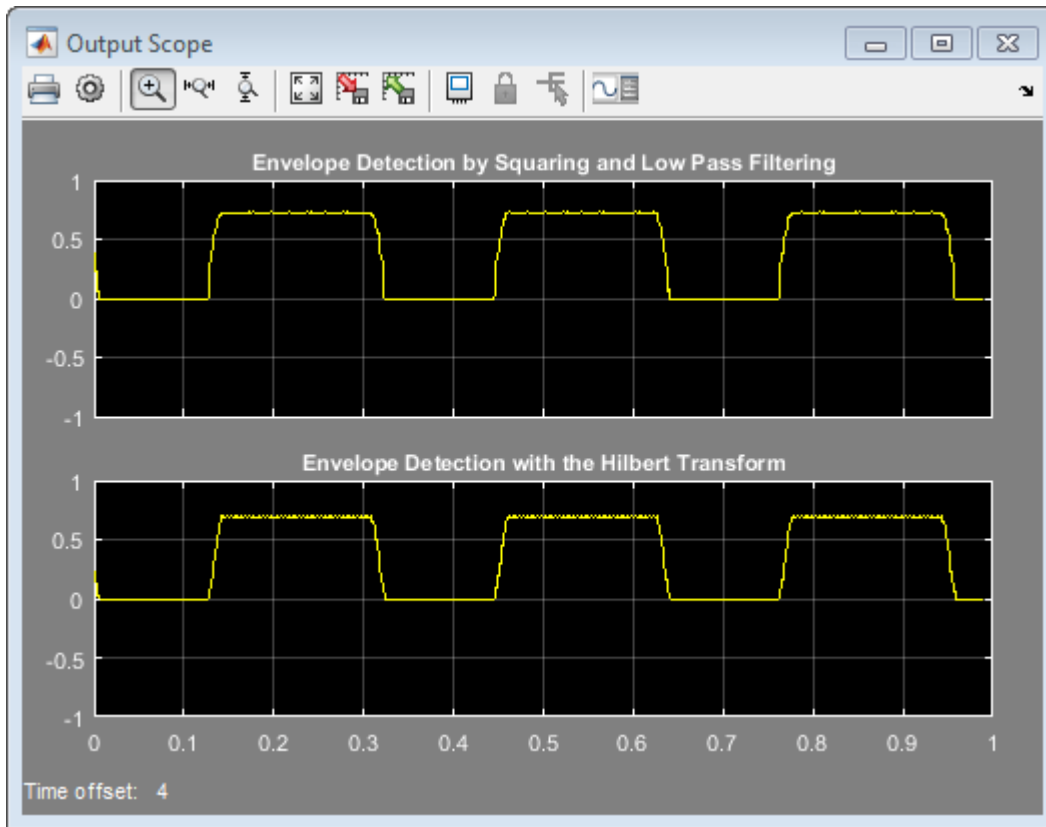 Output Scope
Envelope Detection by Squaring and Low Pass Filtering
1
0.5
0
-0.5
-1
Envelope Detection with the Hilbert Transform
1
0.5
0
-0.5
-1
0 0.1 0.2 0.3 0.4 0.5 0.6 0.7 0.8 0.9 1
Time offset: 4